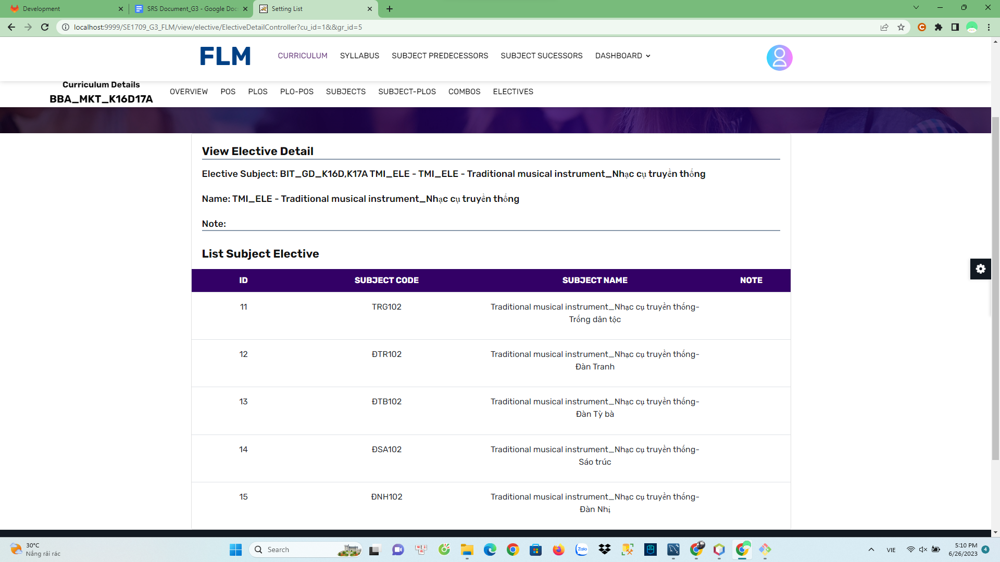 Development
SRS Document_G3 - Google Doc
Setting List
localhost:9999/SE1709_G3_FLM/view/elective/ElectiveDetailController?cu_id=1&&gr_id=5
FLM
CURRICULUM
SYLLABUS
SUBJECT PREDECESSORS
SUBJECT SUCESSORS
DASHBOARD
Curriculum Details
BBA_MKT_K16D17A
OVERVIEW
POS
PLOS
PLO-POS
SUBJECTS
SUBJECT-PLOS
COMBOS
ELECTIVES
View Elective Detail
Elective Subject: BIT_GD_K16D,K17A TMI_ELE - TMI_ELE - Traditional musical instrument_Nhạc cụ truyền thống
Name: TMI_ELE - Traditional musical instrument_Nhạc cụ truyền thống
Note:
List Subject Elective
ID SUBJECT CODE SUBJECT NAME NOTE
11 TRG102 Traditional musical instrument_Nhạc cụ truyền thống-
Trống dân tộc
12 ĐTR102 Traditional musical instrument_Nhạc cụ truyền thống-
Đàn Tranh
13 ĐTB102 Traditional musical instrument_Nhạc cụ truyền thống-
Đàn Tỳ bà
14 ĐSA102 Traditional musical instrument_Nhạc cụ truyền thống-
Sáo trúc
15 ĐNH102 Traditional musical instrument_Nhạc cụ truyền thống-
Đàn Nhị
30°C
Nắng rải rác
Search
Zalo
VIE
5:10 PM
6/26/2023
4